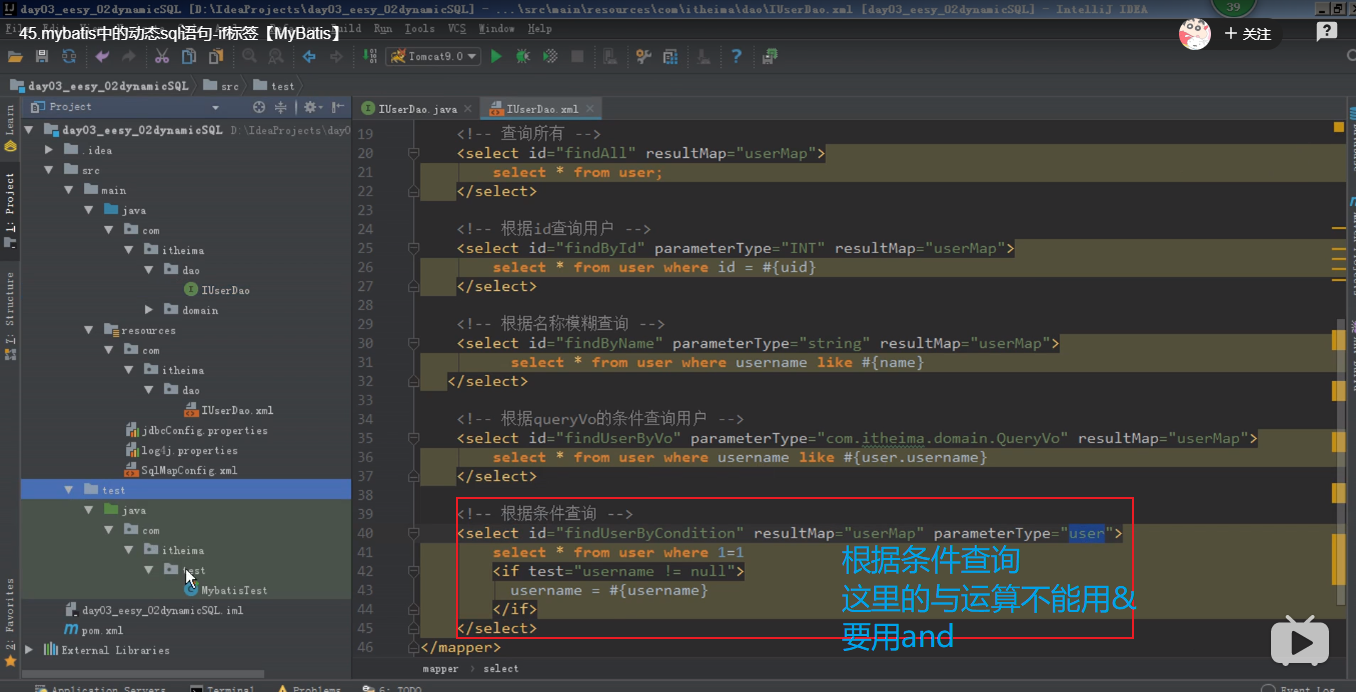 day03_eesy_02dynamicSQL [D:\IdeaProjects\day03_eesy_02dynamicSQL] - ...\src\main\resources\com\itheima\dao\IUserDao.xml [day03_eesy_02dynamicSQL] - IntelliJ IDEA
39
45.mybatis中的动态sql语句-if标签【MyBatis】
Run Tools VCS Window Help
+ 关注
Tomcat9.0
day03_eesy_02dynamicSQL src test
Project
IUserDao.java
IUserDao.xml
Learn
1: Project
7: Structure
2: Favorites
day03_eesy_02dynamicSQL D:\IdeaProjects\day0
.idea
src
main
java
com
itheima
dao
IUserDao
domain
resources
com
itheima
dao
IUserDao.xml
jdbcConfig.properties
log4j.properties
SqlMapConfig.xml
test
java
com
itheima
test
MybatisTest
day03_eesy_02dynamicSQL.iml
pom.xml
External Libraries
19 <!-- 查询所有 -->
20 <select id="findAll" resultMap="userMap">
21 select * from user;
22 </select>
23
24 <!-- 根据id查询用户 -->
25 <select id="findById" parameterType="INT" resultMap="userMap">
26 select * from user where id = #{uid}
27 </select>
28
29 <!-- 根据名称模糊查询 -->
30 <select id="findByName" parameterType="string" resultMap="userMap">
31 select * from user where username like #{name}
32 </select>
33
34 <!-- 根据queryVo的条件查询用户 -->
35 <select id="findUserByVo" parameterType="com.itheima.domain.QueryVo" resultMap="userMap">
36 select * from user where username like #{user.username}
37 </select>
38
39 <!-- 根据条件查询 -->
40 <select id="findUserByCondition" resultMap="userMap" parameterType="user">
41 select * from user where 1=1
42 <if test="username != null">
43 username = #{username}
44 </if>
45 </select>
46 </mapper>
根据条件查询
这里的与运算不能用&
要用and
mapper > select
Application Servers Terminal Problems 6: TODO Event Log